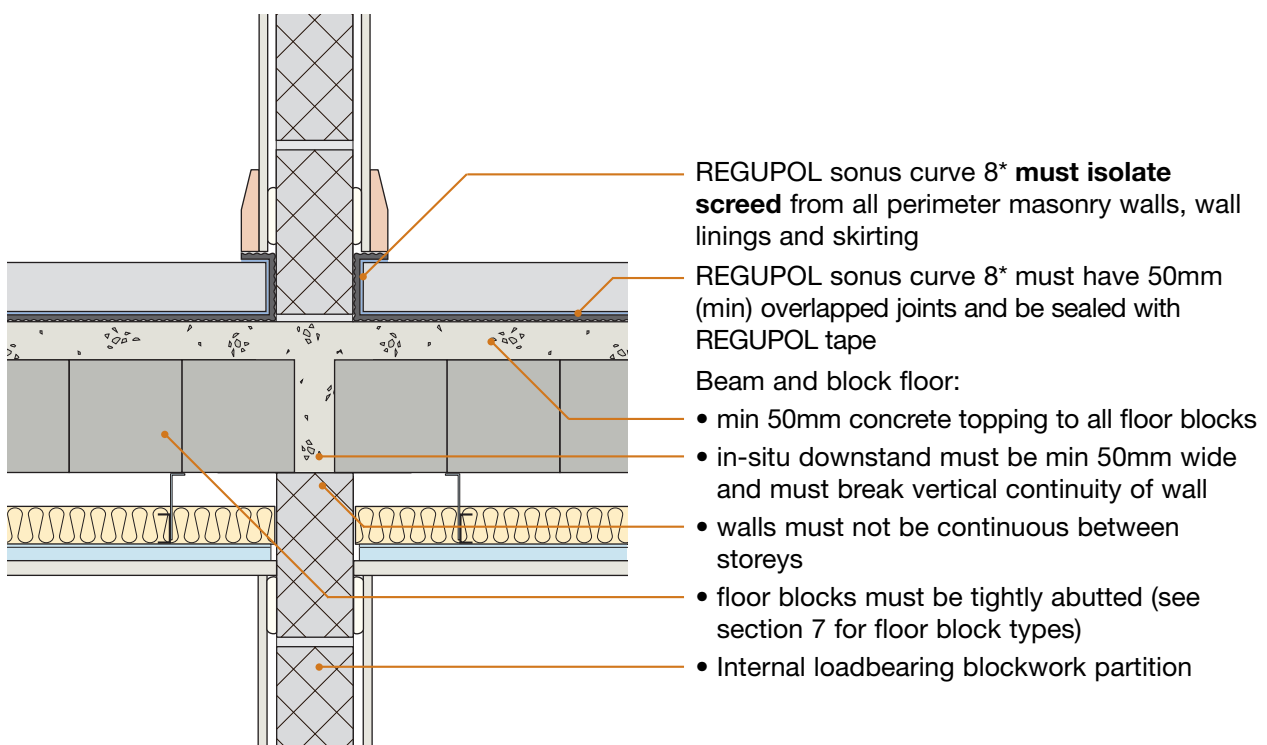 REGUPOL sonus curve 8* must isolate
screed from all perimeter masonry walls, wall
linings and skirting
REGUPOL sonus curve 8* must have 50mm
(min) overlapped joints and be sealed with
REGUPOL tape
Beam and block floor:
• min 50mm concrete topping to all floor blocks
• in-situ downstand must be min 50mm wide
and must break vertical continuity of wall
• walls must not be continuous between
storeys
• floor blocks must be tightly abutted (see
section 7 for floor block types)
• Internal loadbearing blockwork partition